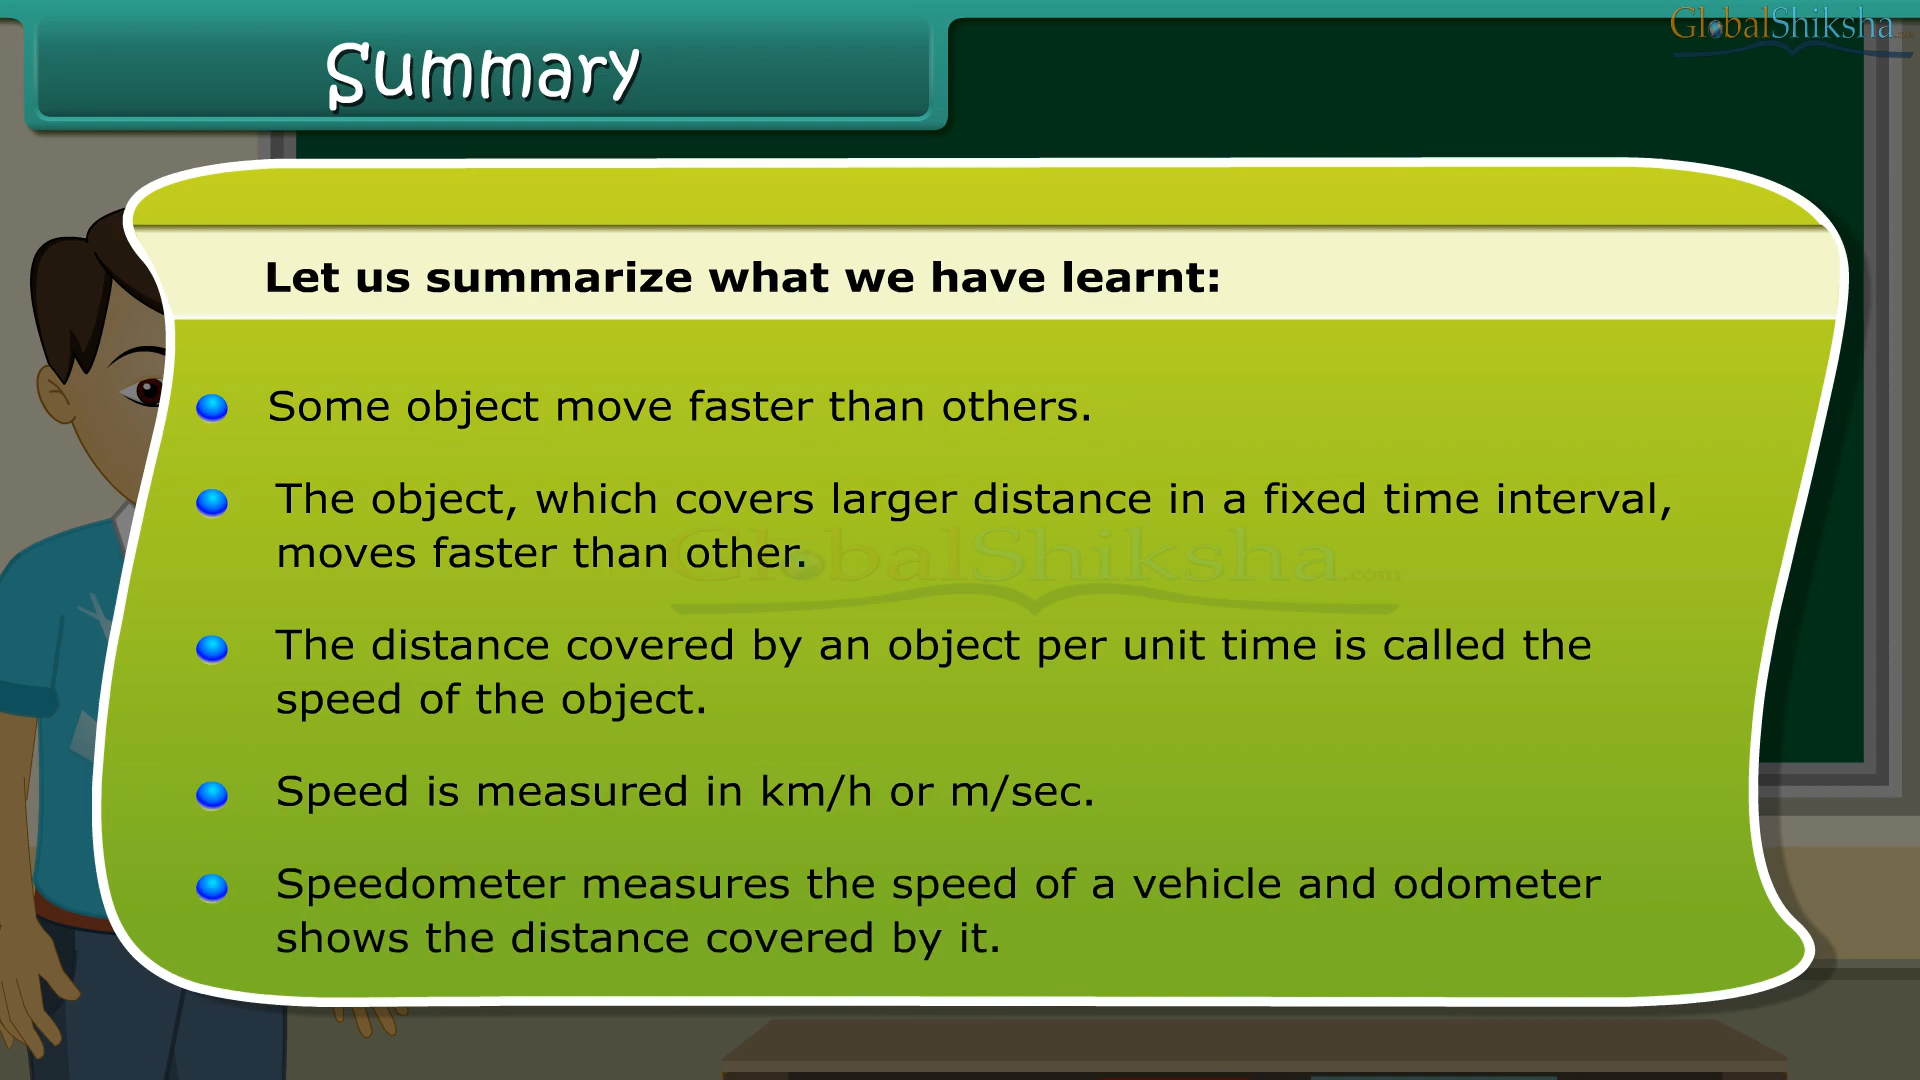 GlobalShiksha
Summary
Let us summarize what we have learnt:
Some object move faster than others.
The object, which covers larger distance in a fixed time interval,
moves faster than other.
GlobalShiksha.com
The distance covered by an object per unit time is called the
speed of the object.
Speed is measured in km/h or m/sec.
Speedometer measures the speed of a vehicle and odometer
shows the distance covered by it.